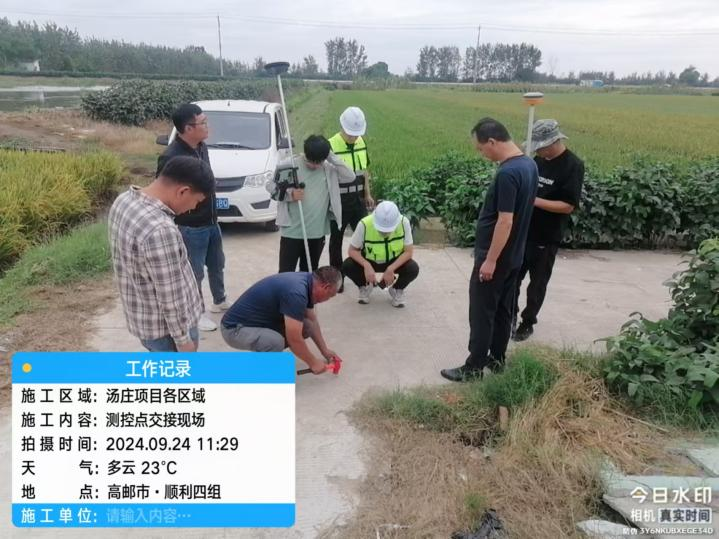 工作记录
施工区域：汤庄项目各区域
施工内容：测控点交接现场
拍摄时间：2024.09.24 11:29
天气：多云 23°C
地点：高邮市·顺利四组
施工单位：请输入内容…
今日水印
相机 真实时间
防伪 3Y6NKUBXEGE34D